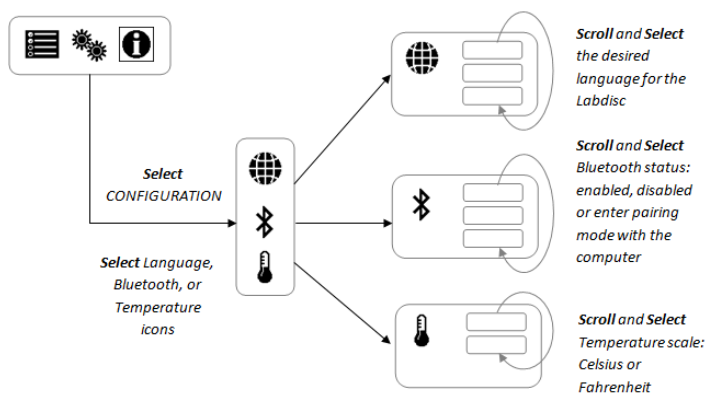 Scroll and Select
the desired
language for the
Labdisc
Select
CONFIGURATION
Scroll and Select
Bluetooth status:
enabled, disabled
or enter pairing
mode with the
computer
Select Language,
Bluetooth, or
Temperature
icons
Scroll and Select
Temperature scale:
Celsius or
Fahrenheit